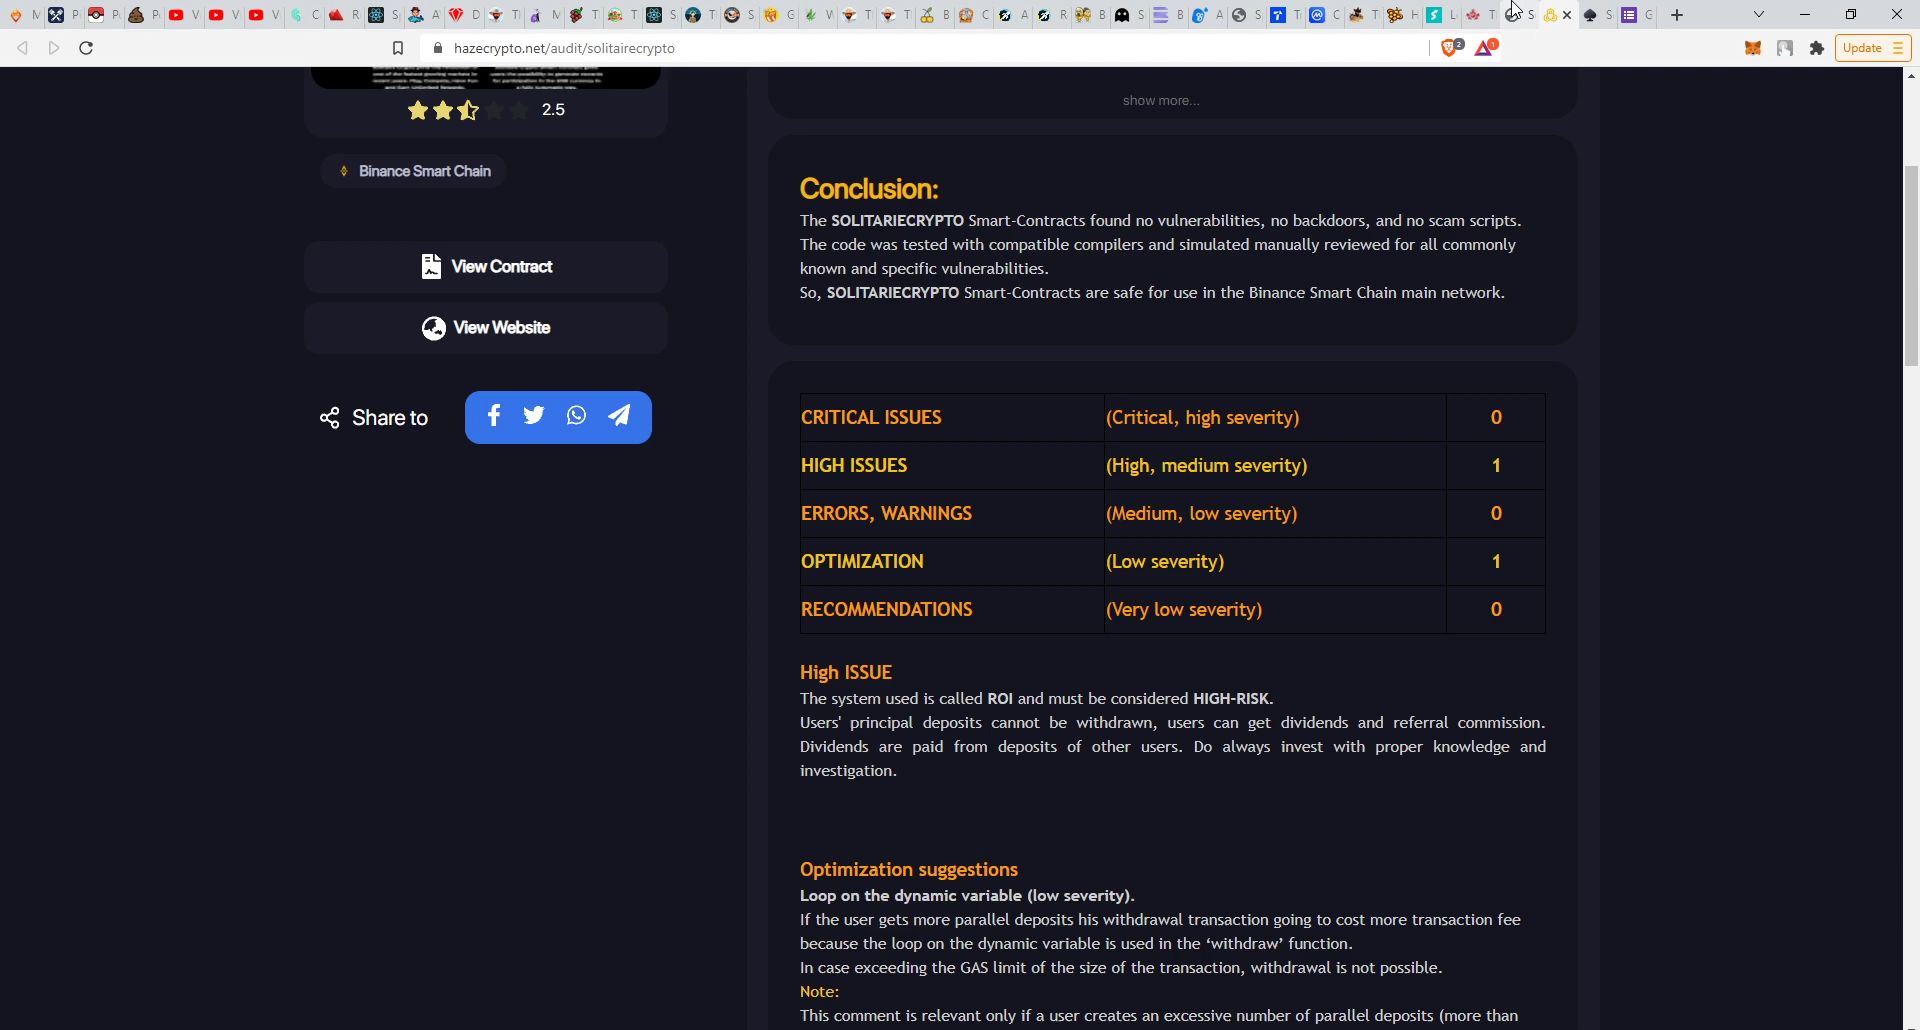 hazecrypto.net/audit/solitairecrypto
2
1
Update
show more...
2.5
Binance Smart Chain
View Contract
View Website
Share to
Conclusion:
The SOLITARIECRYPTO Smart-Contracts found no vulnerabilities, no backdoors, and no scam scripts.
The code was tested with compatible compilers and simulated manually reviewed for all commonly
known and specific vulnerabilities.
So, SOLITARIECRYPTO Smart-Contracts are safe for use in the Binance Smart Chain main network.
CRITICAL ISSUES (Critical, high severity) 0
HIGH ISSUES (High, medium severity) 1
ERRORS, WARNINGS (Medium, low severity) 0
OPTIMIZATION (Low severity) 1
RECOMMENDATIONS (Very low severity) 0
High ISSUE
The system used is called ROI and must be considered HIGH-RISK.
Users' principal deposits cannot be withdrawn, users can get dividends and referral commission.
Dividends are paid from deposits of other users. Do always invest with proper knowledge and
investigation.
Optimization suggestions
Loop on the dynamic variable (low severity).
If the user gets more parallel deposits his withdrawal transaction going to cost more transaction fee
because the loop on the dynamic variable is used in the ‘withdraw’ function.
In case exceeding the GAS limit of the size of the transaction, withdrawal is not possible.
Note:
This comment is relevant only if a user creates an excessive number of parallel deposits (more than